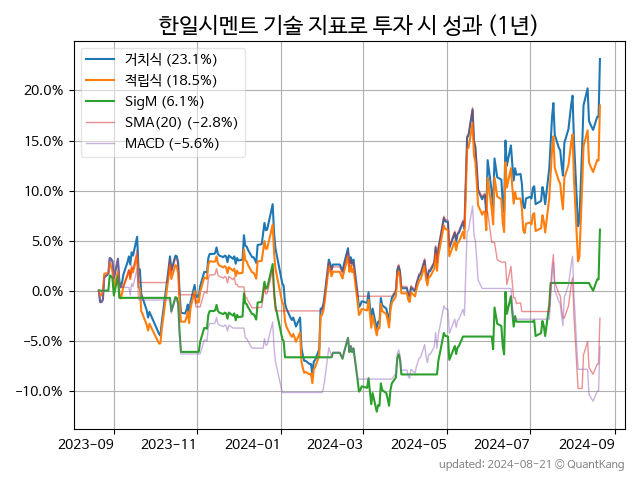 한일시멘트 기술 지표로 투자 시 성과 (1년)
거치식 (23.1%)
적립식 (18.5%)
SigM (6.1%)
SMA(20) (−2.8%)
MACD (−5.6%)
20.0%
15.0%
10.0%
5.0%
0.0%
−5.0%
−10.0%
2023-09 2023-11 2024-01 2024-03 2024-05 2024-07 2024-09
updated: 2024-08-21 © QuantKang